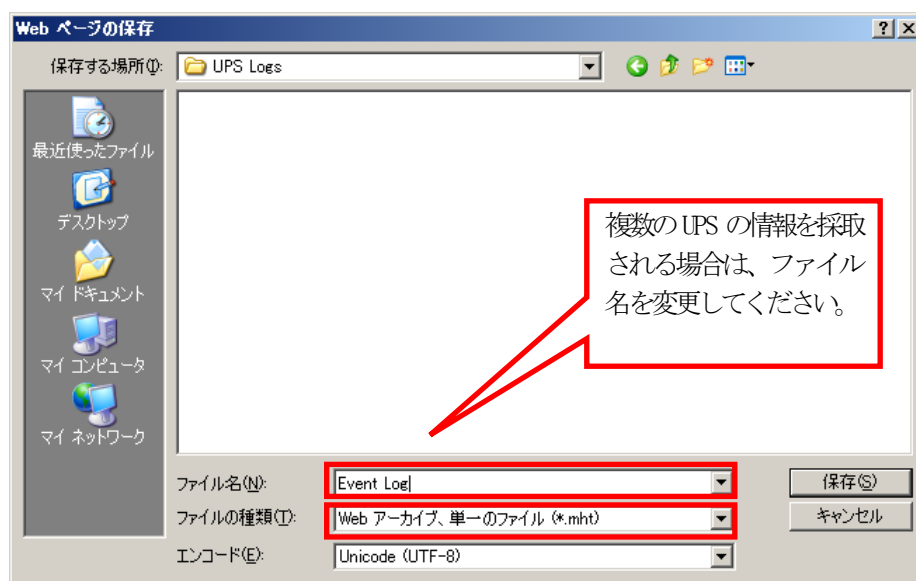 Web ページの保存
保存する場所(I):
UPS Logs
最近使ったファイル
デスクトップ
マイ ドキュメント
マイ コンピュータ
マイ ネットワーク
複数の UPS の情報を採取
される場合は、ファイル
名を変更してください。
ファイル名(N):
Event Log
保存(S)
ファイルの種類(T):
Web アーカイブ、単一のファイル (*.mht)
キャンセル
エンコード(E):
Unicode (UTF-8)